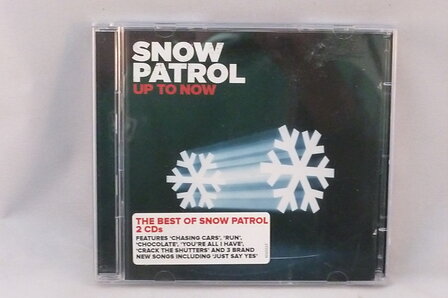 SNOW
PATROL
UP TO NOW
THE BEST OF SNOW PATROL
2 CDs
FEATURES 'CHASING CARS', 'RUN',
'CHOCOLATE', 'YOU'RE ALL I HAVE',
'CRACK THE SHUTTERS' AND 3 BRAND
NEW SONGS INCLUDING 'JUST SAY YES'